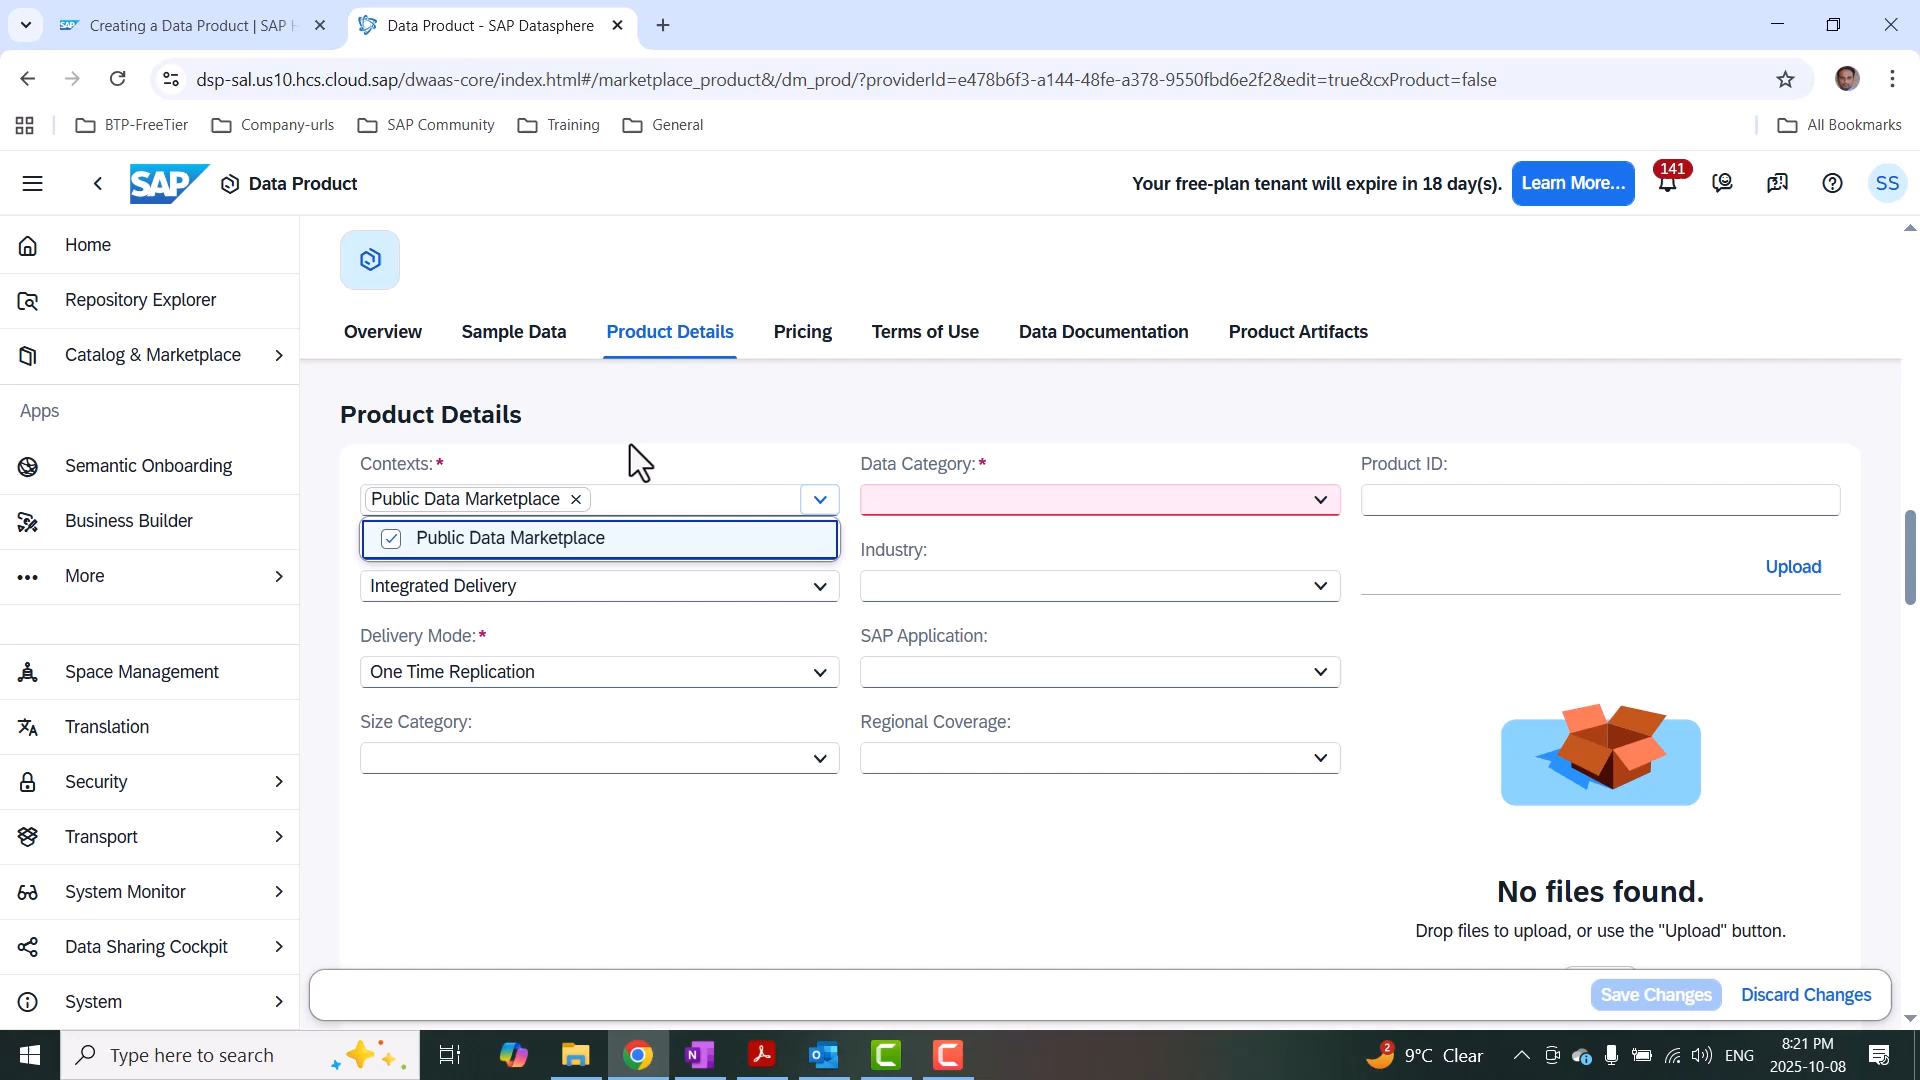 Creating a Data Product | SAP H
Data Product - SAP Datasphere
dsp-sal.us10.hcs.cloud.sap/dwaas-core/index.html#/marketplace_product&/dm_prod/?providerId=e478b6f3-a144-48fe-a378-9550fbd6e2f2&edit=true&cxProduct=false
BTP-FreeTier
Company-urls
SAP Community
Training
General
All Bookmarks
SAP
Data Product
Your free-plan tenant will expire in 18 day(s).
Learn More...
141
SS
Home
Repository Explorer
Catalog & Marketplace
Apps
Semantic Onboarding
Business Builder
More
Space Management
Translation
Security
Transport
System Monitor
Data Sharing Cockpit
System
Overview
Sample Data
Product Details
Pricing
Terms of Use
Data Documentation
Product Artifacts
Product Details
Contexts:*
Public Data Marketplace
Public Data Marketplace
Integrated Delivery
Delivery Mode:*
One Time Replication
Size Category:
Data Category:*
Industry:
SAP Application:
Regional Coverage:
Product ID:
Upload
No files found.
Drop files to upload, or use the "Upload" button.
Save Changes
Discard Changes
Type here to search
2
9°C Clear
ENG
8:21 PM
2025-10-08